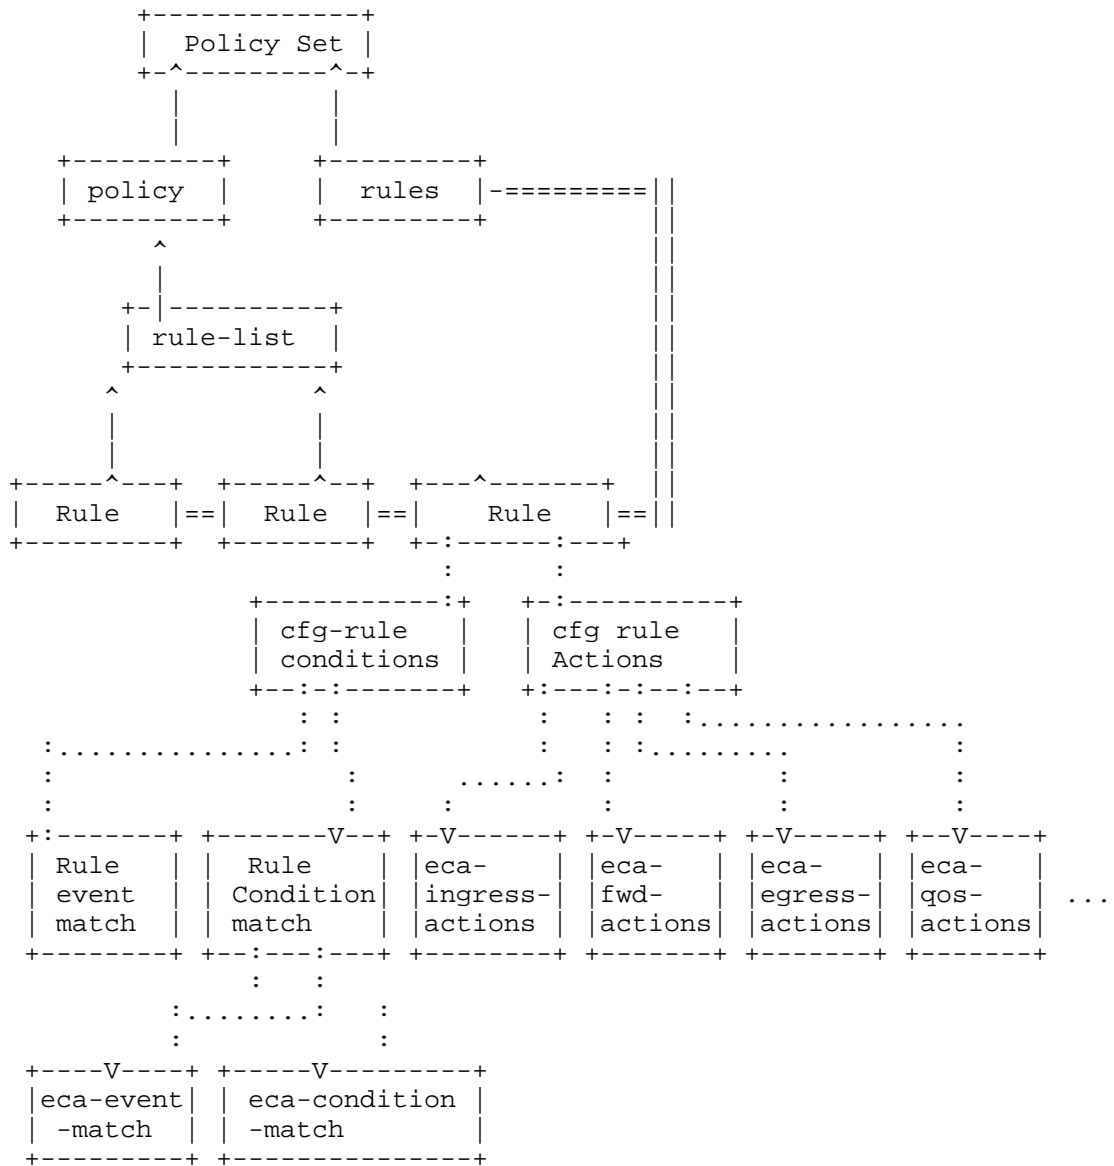 Policy Set
policy rules
rule-list
Rule Rule Rule
cfg-rule cfg rule
conditions Actions
Rule Rule eca- eca- eca- eca-
event Condition ingress- fwd- egress- qos- ...
match match actions actions actions actions
eca-event eca-condition
-match -match